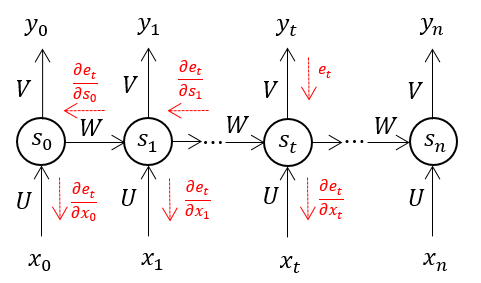 y₀ y₁ yₜ yₙ
V ∂eₜ/∂s₀ V ∂eₜ/∂s₁ V eₜ V
s₀ W s₁ ... W sₜ ... W sₙ
U ∂eₜ/∂x₀ U ∂eₜ/∂x₁ U ∂eₜ/∂xₜ U
x₀ x₁ xₜ xₙ